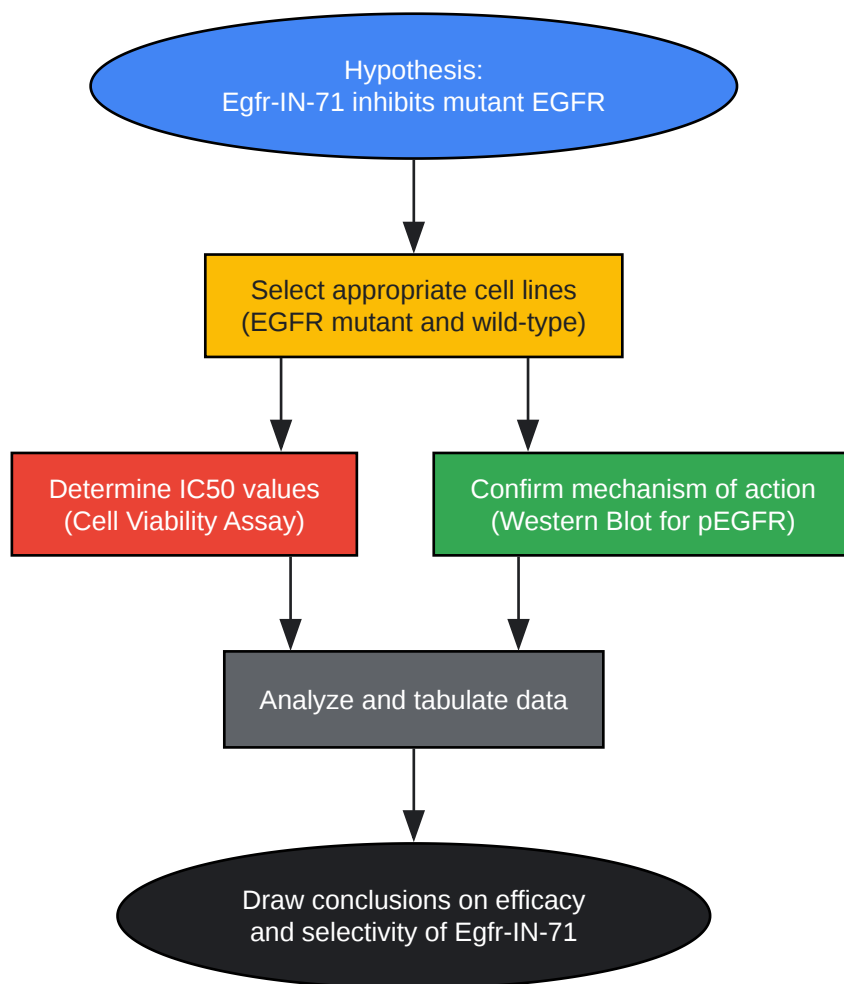 Hypothesis:
Egfr-IN-71 inhibits mutant EGFR
Select appropriate cell lines
(EGFR mutant and wild-type)
Determine IC50 values
(Cell Viability Assay)
Confirm mechanism of action
(Western Blot for pEGFR)
Analyze and tabulate data
Draw conclusions on efficacy
and selectivity of Egfr-IN-71